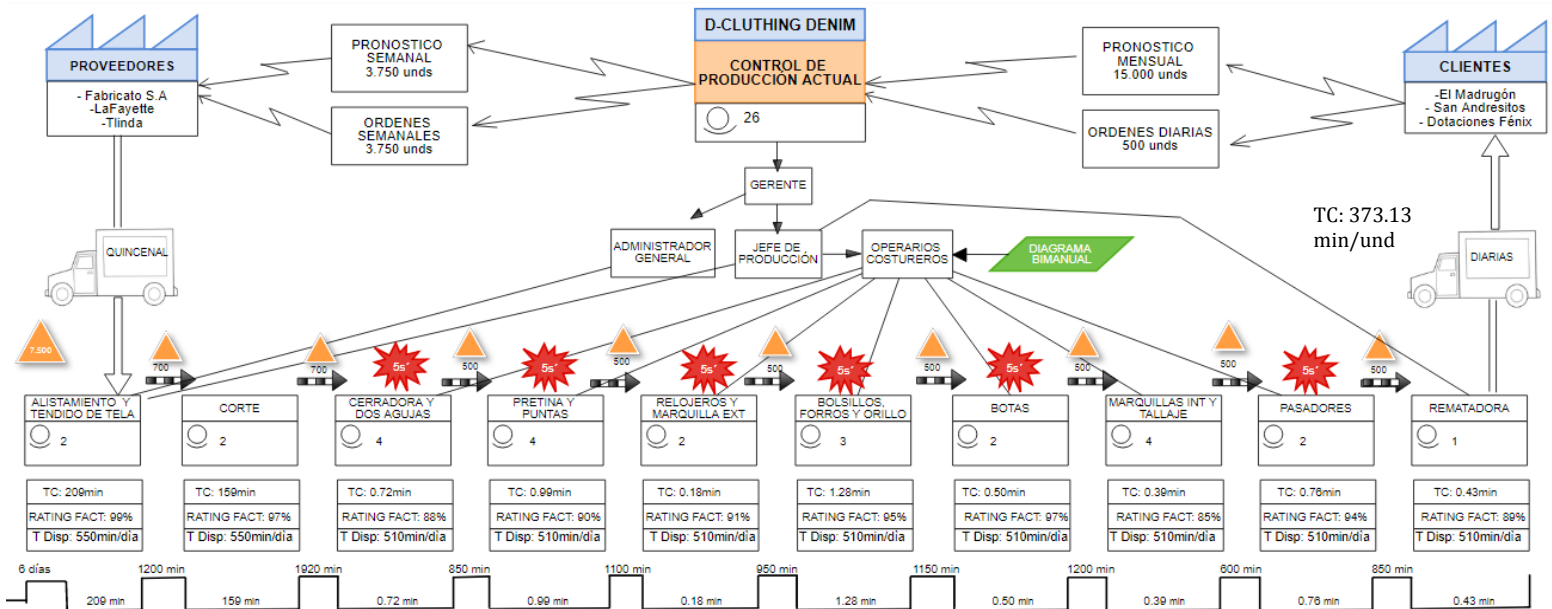 D-CLUTHING DENIM
CONTROL DE
PRODUCCIÓN ACTUAL
26
PROVEEDORES
- Fabricato S.A
-LaFayette
-Tlinda
PRONOSTICO
SEMANAL
3.750 unds
ORDENES
SEMANALES
3.750 unds
PRONOSTICO
MENSUAL
15.000 unds
ORDENES DIARIAS
500 unds
CLIENTES
-El Madrugón
- San Andresitos
- Dotaciones Fénix
GERENTE
ADMINISTRADOR
GENERAL
JEFE DE
PRODUCCIÓN
OPERARIOS
COSTUREROS
DIAGRAMA
BIMANUAL
TC: 373.13
min/und
QUINCENAL
DIARIAS
7.500
700
700
500
500
500
500
500
500
500
5s´
5s´
5s´
5s´
5s´
5s´
ALISTAMIENTO Y
TENDIDO DE TELA
2
CORTE
2
CERRADORA Y
DOS AGUJAS
4
PRETINA Y
PUNTAS
4
RELOJEROS Y
MARQUILLA EXT
2
BOLSILLOS,
FORROS Y ORILLO
3
BOTAS
2
MARQUILLAS INT Y
TALLAJE
4
PASADORES
2
REMATADORA
1
TC: 209min
RATING FACT: 99%
T Disp: 550min/día
TC: 159min
RATING FACT: 97%
T Disp: 550min/día
TC: 0.72min
RATING FACT: 88%
T Disp: 510min/día
TC: 0.99min
RATING FACT: 90%
T Disp: 510min/día
TC: 0.18min
RATING FACT: 91%
T Disp: 510min/día
TC: 1.28min
RATING FACT: 95%
T Disp: 510min/día
TC: 0.50min
RATING FACT: 97%
T Disp: 510min/día
TC: 0.39min
RATING FACT: 85%
T Disp: 510min/día
TC: 0.76min
RATING FACT: 94%
T Disp: 510min/día
TC: 0.43min
RATING FACT: 89%
T Disp: 510min/día
6 días 1200 min 1920 min 850 min 1100 min 950 min 1150 min 1200 min 600 min 850 min
209 min 159 min 0.72 min 0.99 min 0.18 min 1.28 min 0.50 min 0.39 min 0.76 min 0.43 min